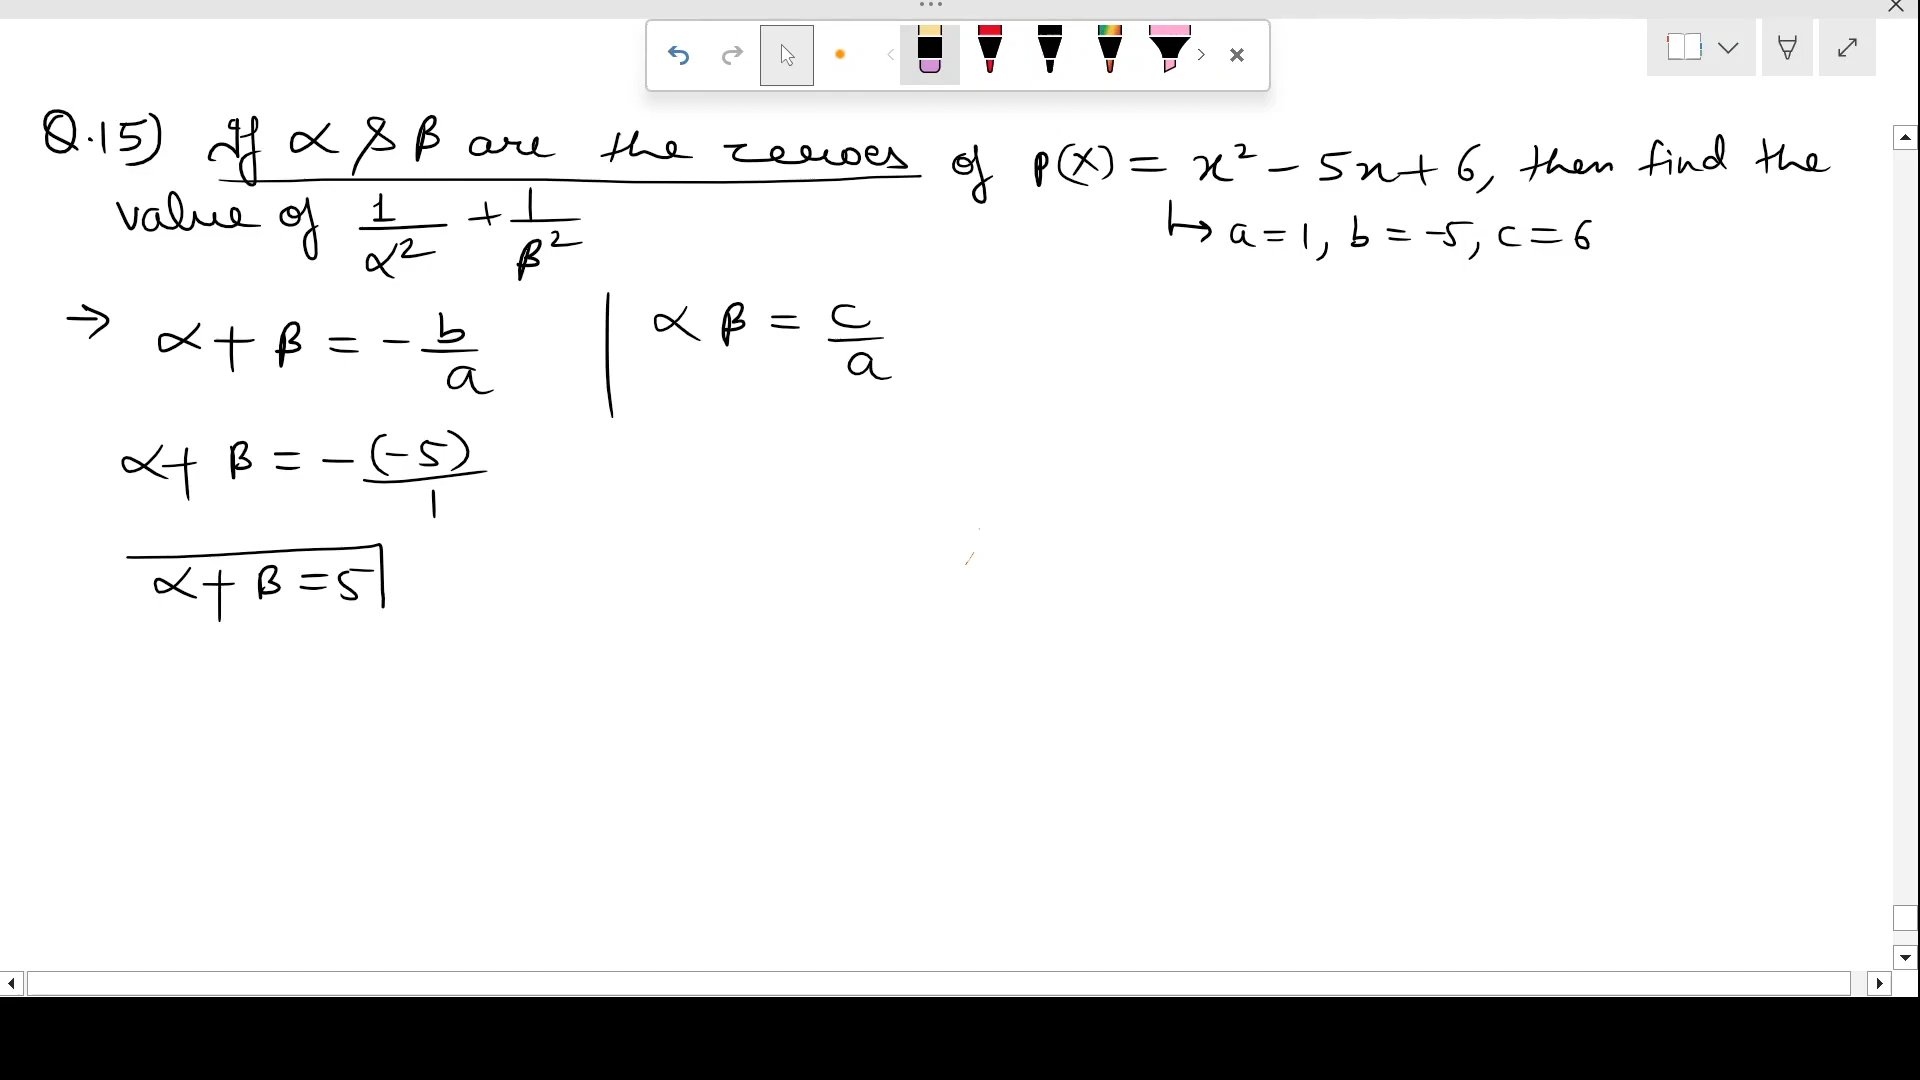 Q.15) If α & β are the zeroes of p(x) = x² - 5x + 6, then find the
value of 1/α² + 1/β²
↳ a = 1, b = -5, c = 6
→ α + β = - b/a | α β = c/a
α + β = - (-5)/1
α + β = 5